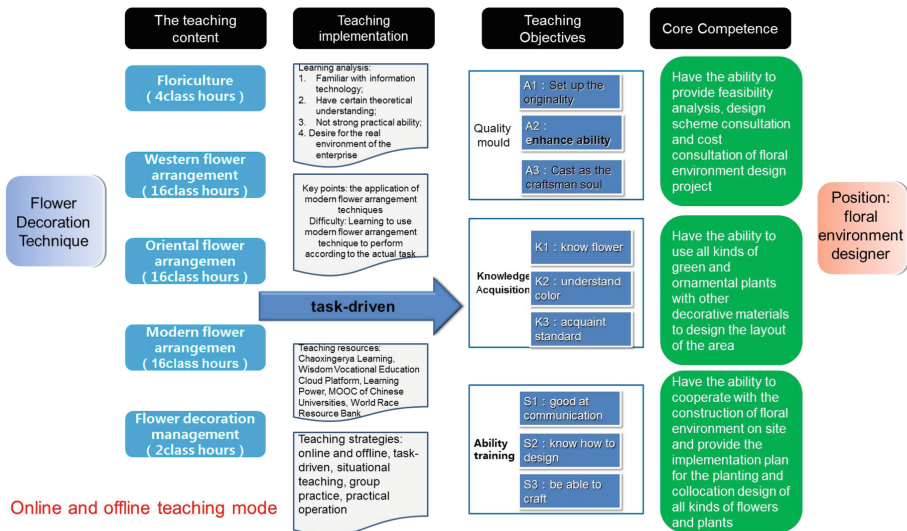 The teaching
content
Teaching
implementation
Teaching
Objectives
Core Competence
Flower
Decoration
Technique
Floriculture
( 4class hours )
Western flower
arrangement
( 16class hours )
Oriental flower
arrangemen
( 16class hours )
Modern flower
arrangemen
( 16class hours )
Flower decoration
management
( 2class hours )
Online and offline teaching mode
Learning analysis:
1. Familiar with information
technology;
2. Have certain theoretical
understanding;
3. Not strong practical ability;
4. Desire for the real
environment of the
enterprise
Key points: the application of
modern flower arrangement
techniques
Difficulty: Learning to use
modern flower arrangement
technique to perform
according to the actual task
task-driven
Teaching resources:
Chaoxingerya Learning,
Wisdom Vocational Education
Cloud Platform, Learning
Power, MOOC of Chinese
Universities, World Race
Resource Bank
Teaching strategies:
online and offline, task-
driven, situational
teaching, group
practice, practical
operation
Quality
mould
A1：Set up the
originality
A2：
enhance ability
A3：Cast as the
craftsman soul
Knowledge
Acquisition
K1：know flower
K2：understand
color
K3：acquaint
standard
Ability
training
S1：good at
communication
S2：know how to
design
S3：be able to
craft
Have the ability to
provide feasibility
analysis, design
scheme consultation
and cost
consultation of floral
environment design
project
Have the ability to
use all kinds of
green and
ornamental plants
with other
decorative materials
to design the layout
of the area
Have the ability to
cooperate with the
construction of floral
environment on site
and provide the
implementation plan
for the planting and
collocation design of
all kinds of flowers
and plants
Position:
floral
environment
designer